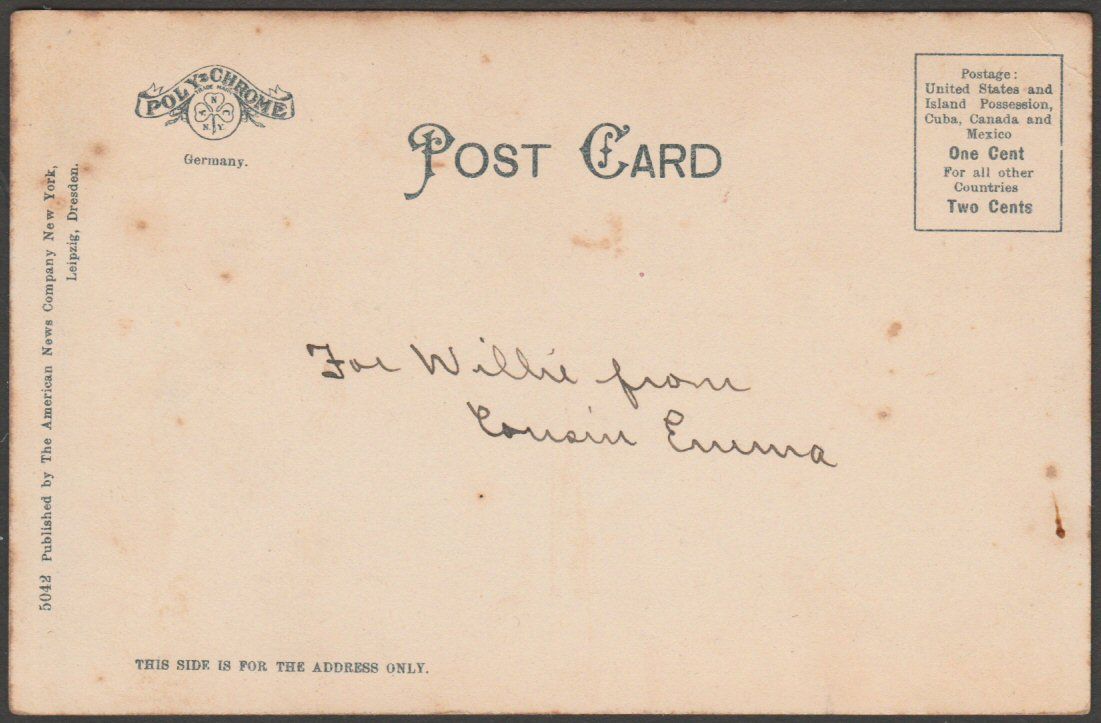 POLY-CHROME
TRADE MARK
A N C
N.Y.
Germany.
POST CARD
Postage:
United States and
Island Possession,
Cuba, Canada and
Mexico
One Cent
For all other
Countries
Two Cents
5042 Published by The American News Company New York,
Leipzig, Dresden.
For Willie from
Cousin Emma
THIS SIDE IS FOR THE ADDRESS ONLY.